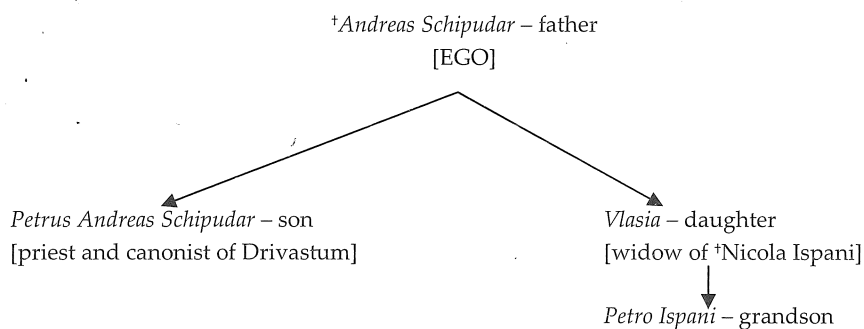 †Andreas Schipudar – father
[EGO]
Petrus Andreas Schipudar – son
[priest and canonist of Drivastum]
Vlasia – daughter
[widow of †Nicola Ispani]
Petro Ispani – grandson